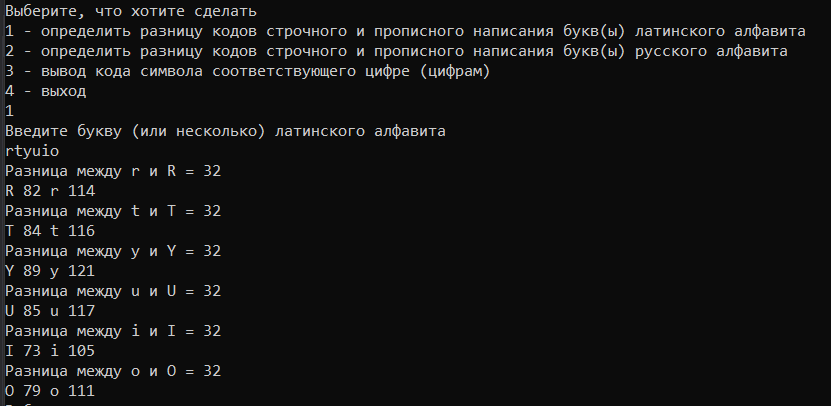 Выберите, что хотите сделать
1 - определить разницу кодов строчного и прописного написания букв(ы) латинского алфавита
2 - определить разницу кодов строчного и прописного написания букв(ы) русского алфавита
3 - вывод кода символа соответствующего цифре (цифрам)
4 - выход
1
Введите букву (или несколько) латинского алфавита
rtyuio
Разница между r и R = 32
R 82 r 114
Разница между t и T = 32
T 84 t 116
Разница между y и Y = 32
Y 89 y 121
Разница между u и U = 32
U 85 u 117
Разница между i и I = 32
I 73 i 105
Разница между o и O = 32
O 79 o 111